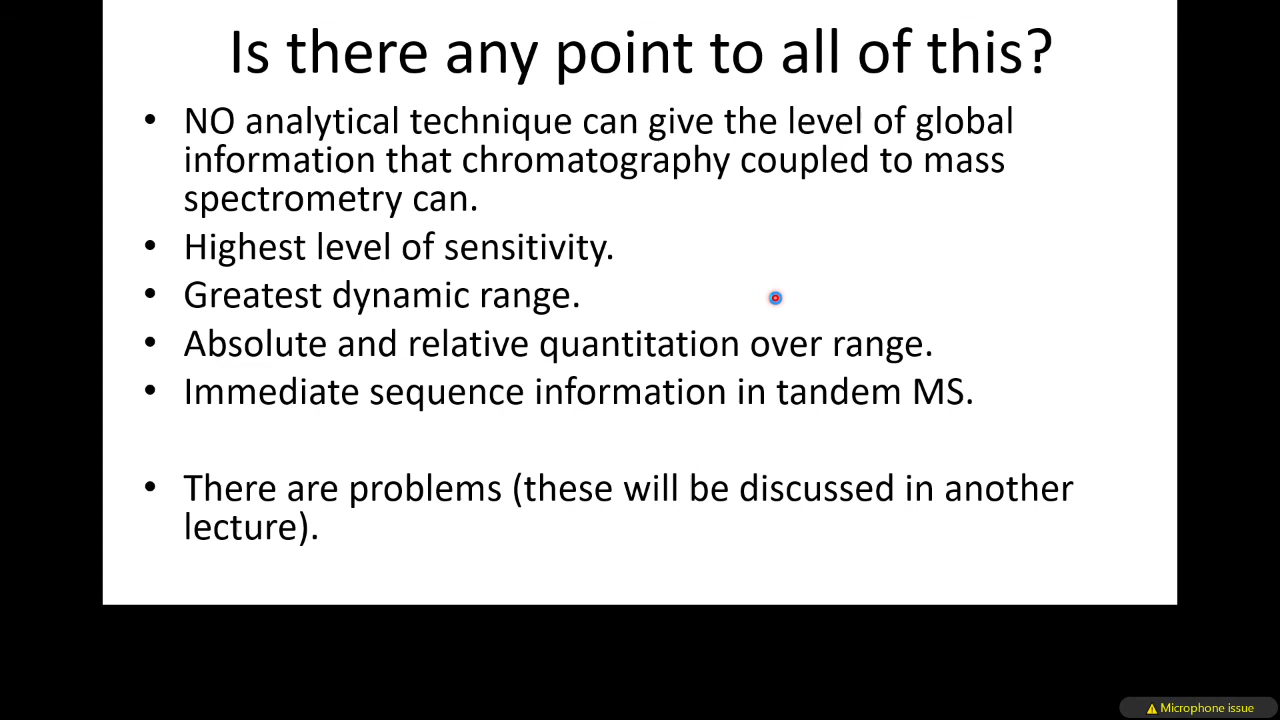 Is there any point to all of this?
• NO analytical technique can give the level of global
information that chromatography coupled to mass
spectrometry can.
• Highest level of sensitivity.
• Greatest dynamic range.
• Absolute and relative quantitation over range.
• Immediate sequence information in tandem MS.
• There are problems (these will be discussed in another
lecture).
Microphone issue